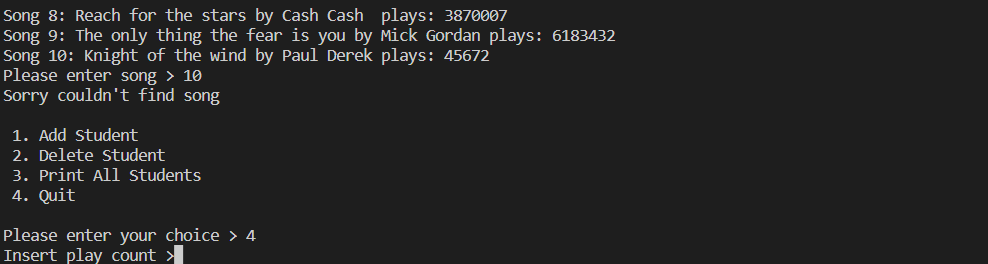 Song 8: Reach for the stars by Cash Cash  plays: 3870007
Song 9: The only thing the fear is you by Mick Gordan plays: 6183432
Song 10: Knight of the wind by Paul Derek plays: 45672
Please enter song > 10
Sorry couldn't find song
1. Add Student
2. Delete Student
3. Print All Students
4. Quit
Please enter your choice > 4
Insert play count >